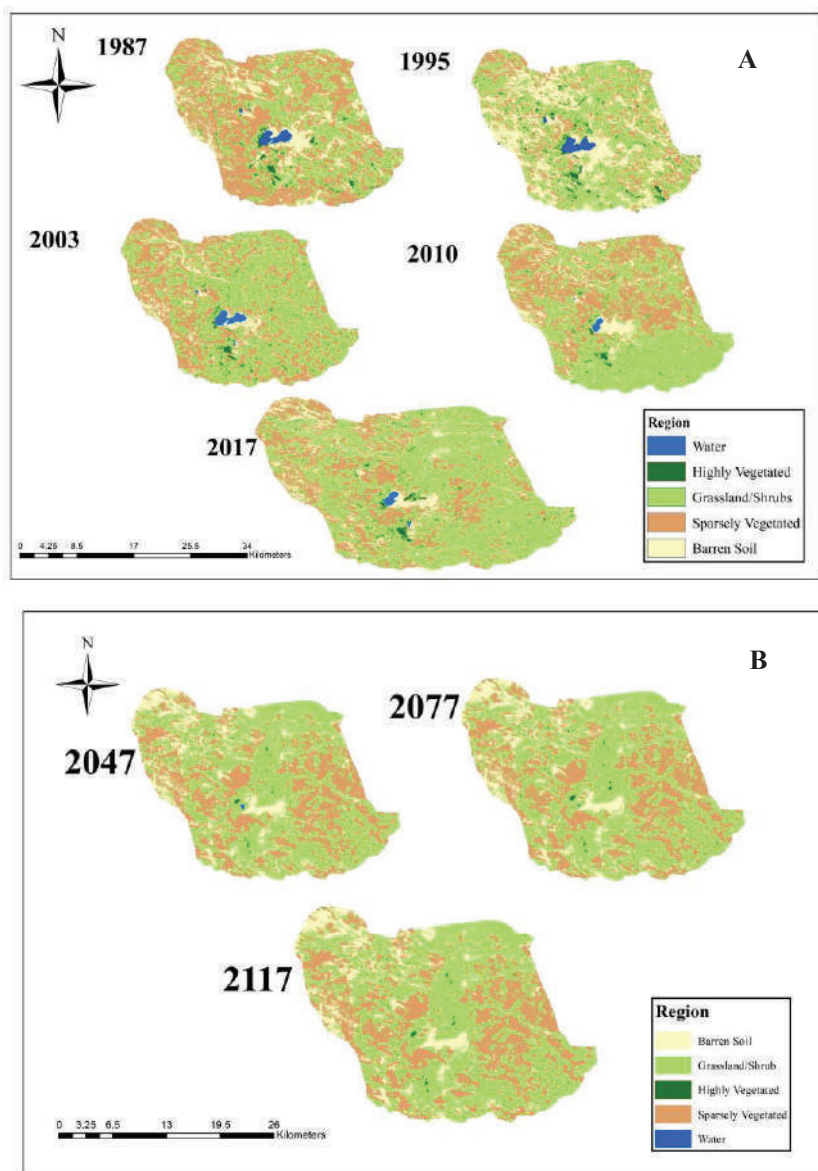 1987
1995
A
2003
2010
2017
Region
Water
Highly Vegetated
Grassland/Shrubs
Sparsely Vegetated
Barren Soil
0 4.25 8.5 17 25.5 34
Kilometers
N
B
2047
2077
2117
Region
Barren Soil
Grassland/Shrub
Highly Vegetated
Sparsely Vegetated
Water
0 3.25 6.5 13 19.5 26
Kilometers